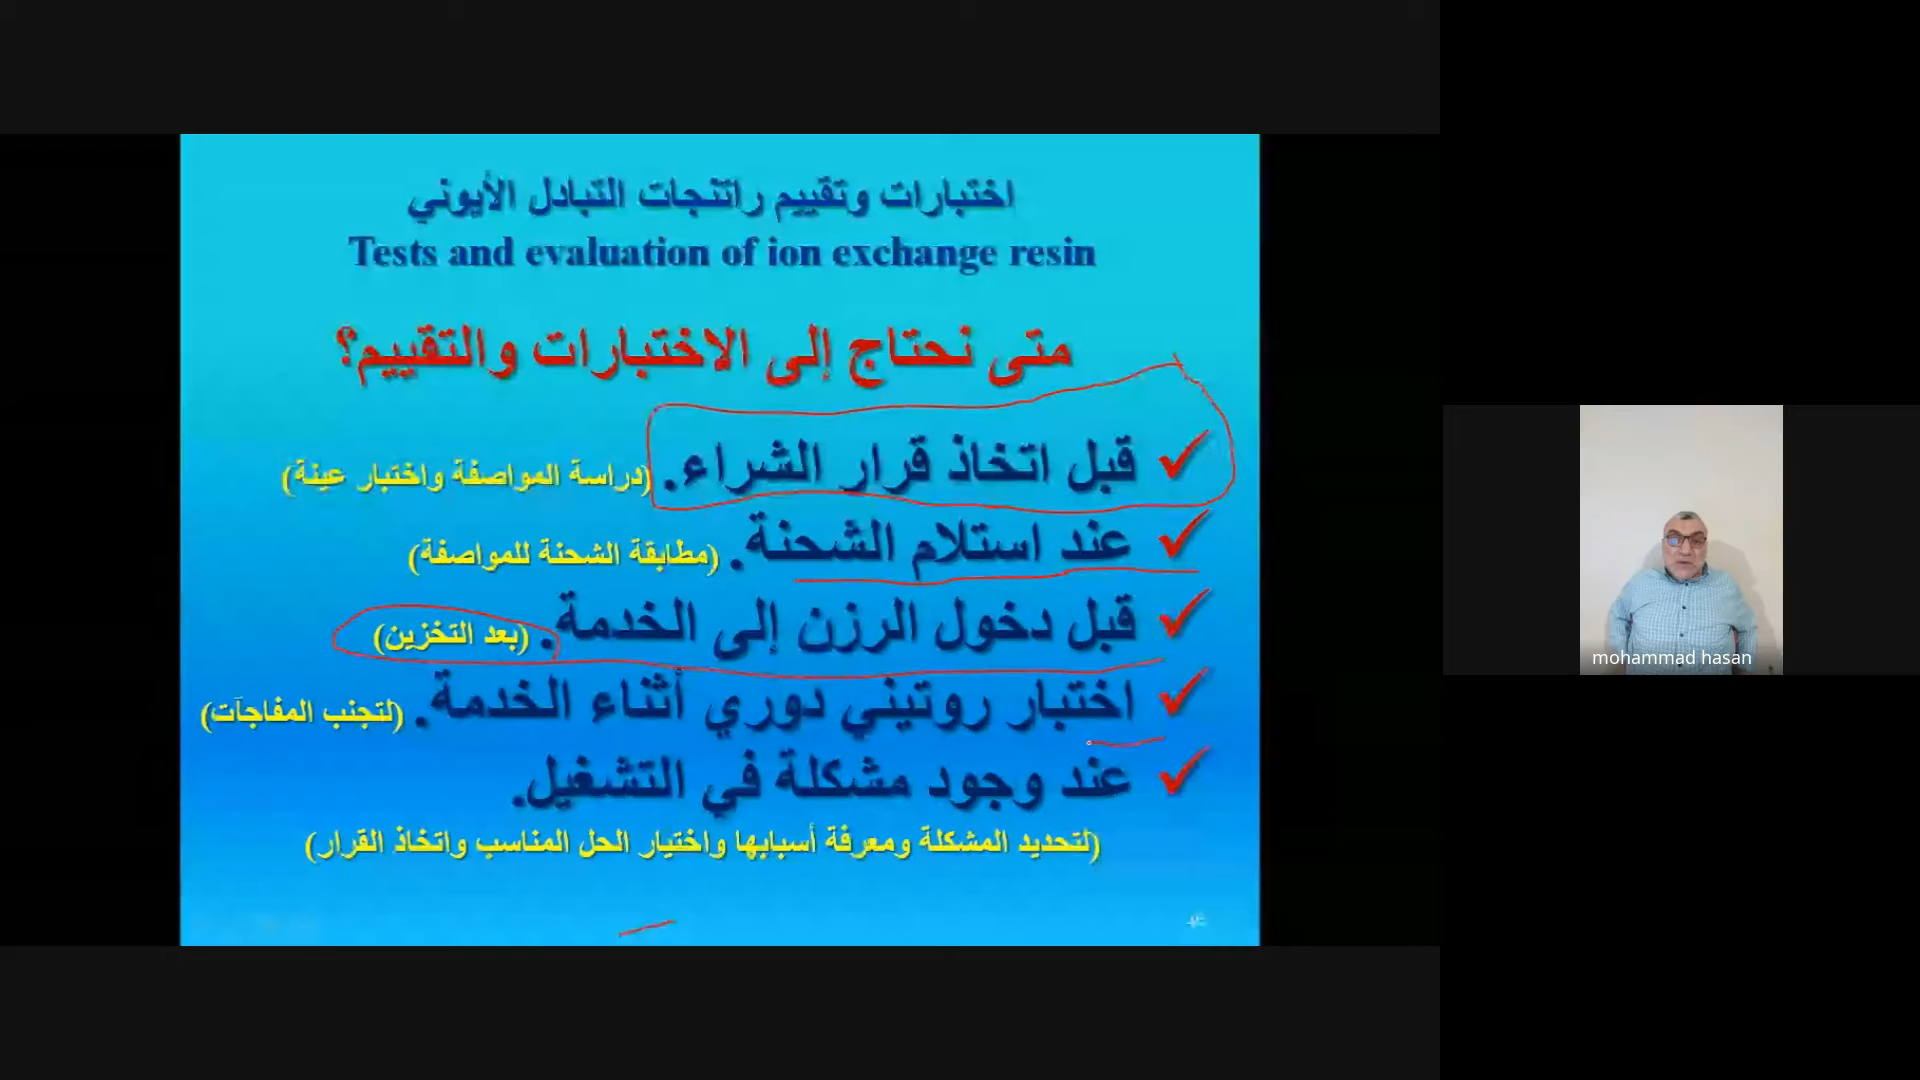 اختبارات وتقييم راتنجات التبادل الأيوني
Tests and evaluation of ion exchange resin
متى نحتاج إلى الاختبارات والتقييم؟
✓ قبل اتخاذ قرار الشراء. (دراسة المواصفة واختبار عينة)
✓ عند استلام الشحنة. (مطابقة الشحنة للمواصفة)
✓ قبل دخول الرزن إلى الخدمة. (بعد التخزين)
✓ اختبار روتيني دوري أثناء الخدمة. (لتجنب المفاجآت)
✓ عند وجود مشكلة في التشغيل.
(لتحديد المشكلة ومعرفة أسبابها واختيار الحل المناسب واتخاذ القرار)
mohammad hasan